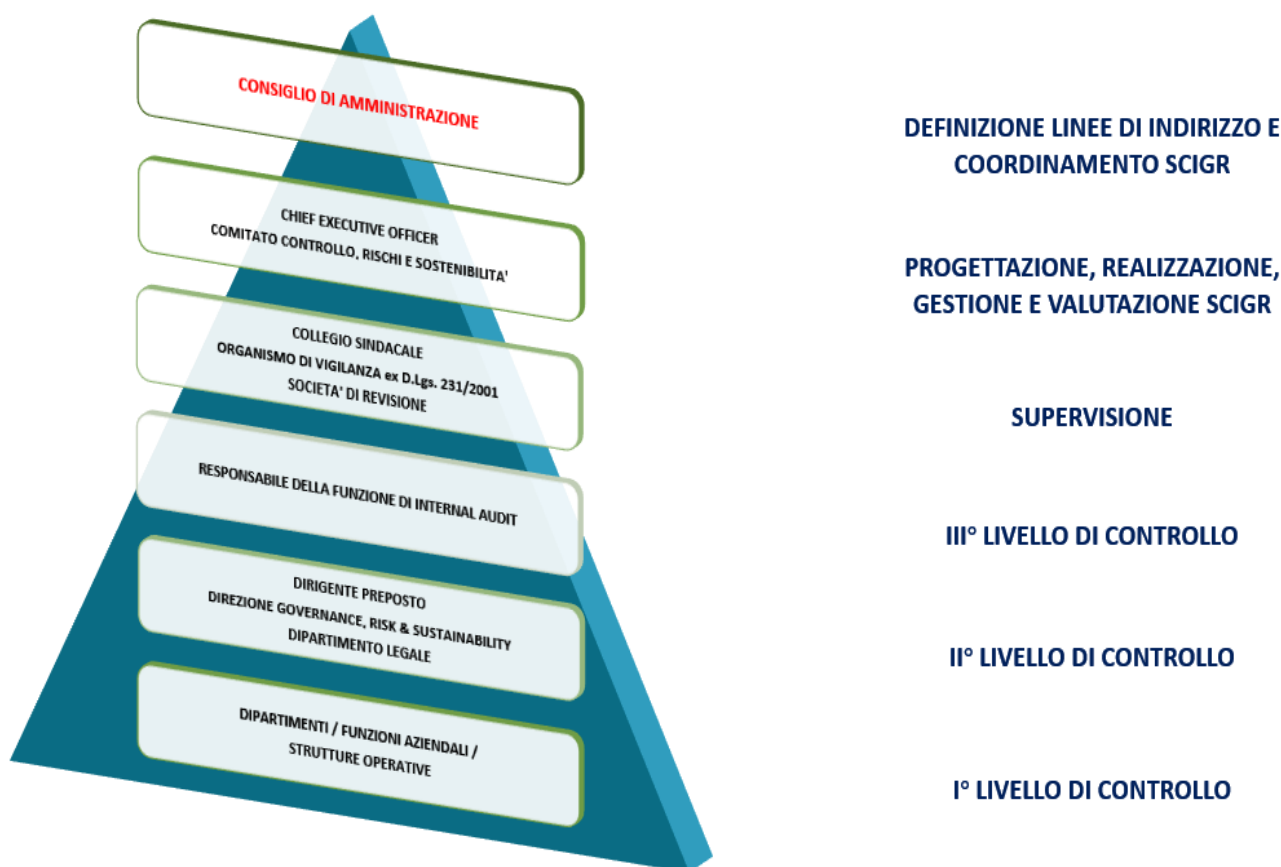 CONSIGLIO DI AMMINISTRAZIONE
DEFINIZIONE LINEE DI INDIRIZZO E
COORDINAMENTO SCIGR
CHIEF EXECUTIVE OFFICER
COMITATO CONTROLLO, RISCHI E SOSTENIBILITA'
PROGETTAZIONE, REALIZZAZIONE,
GESTIONE E VALUTAZIONE SCIGR
COLLEGIO SINDACALE
ORGANISMO DI VIGILANZA ex D.Lgs. 231/2001
SOCIETA' DI REVISIONE
SUPERVISIONE
RESPONSABILE DELLA FUNZIONE DI INTERNAL AUDIT
III° LIVELLO DI CONTROLLO
DIRIGENTE PREPOSTO
DIREZIONE GOVERNANCE, RISK & SUSTAINABILITY
DIPARTIMENTO LEGALE
II° LIVELLO DI CONTROLLO
DIPARTIMENTI / FUNZIONI AZIENDALI /
STRUTTURE OPERATIVE
I° LIVELLO DI CONTROLLO